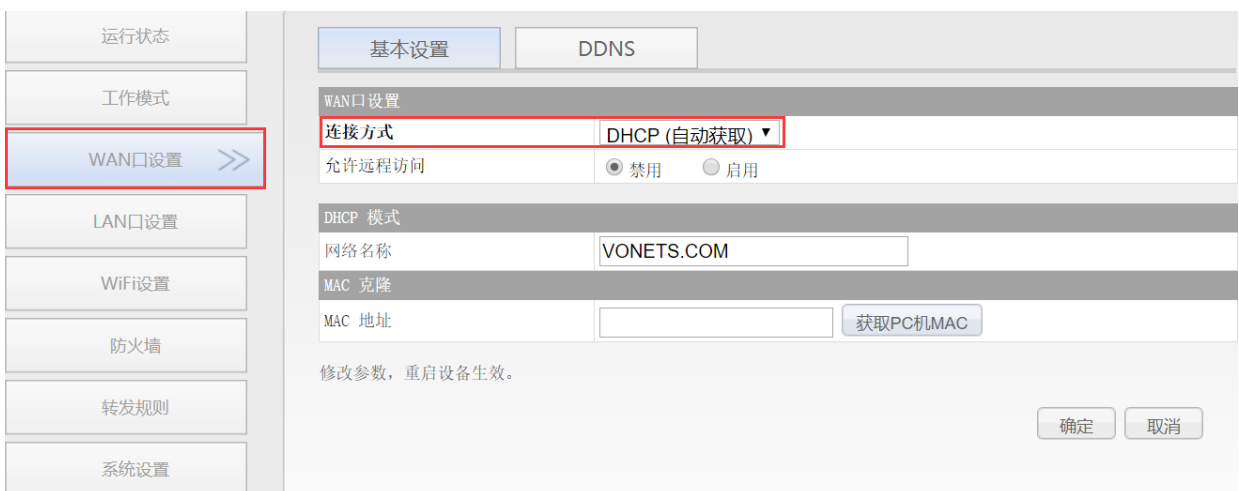 运行状态
工作模式
WAN口设置
LAN口设置
WiFi设置
防火墙
转发规则
系统设置
基本设置 DDNS
WAN口设置
连接方式 DHCP (自动获取)
允许远程访问 禁用 启用
DHCP 模式
网络名称 VONETS.COM
MAC 克隆
MAC 地址 获取PC机MAC
修改参数，重启设备生效。
确定 取消